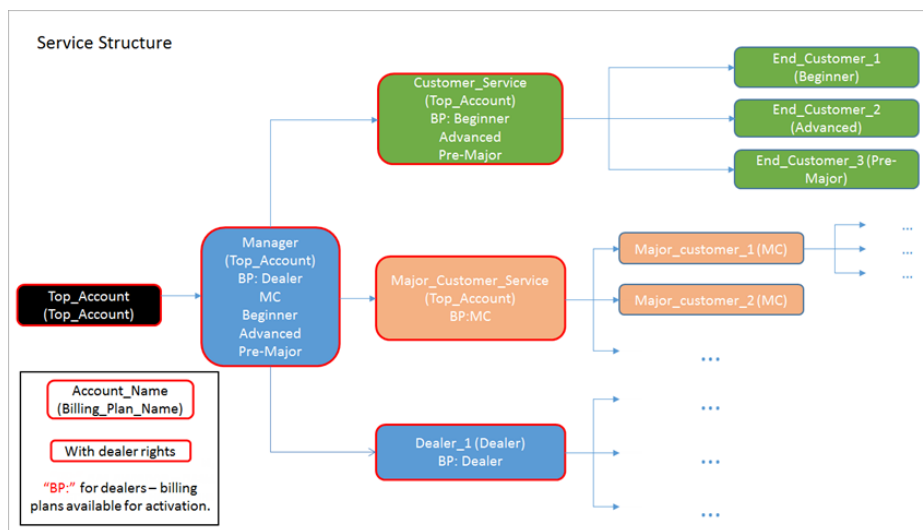 Service Structure
Customer_Service
(Top_Account)
BP: Beginner
Advanced
Pre-Major
End_Customer_1
(Beginner)
End_Customer_2
(Advanced)
End_Customer_3 (Pre-
Major)
Manager
(Top_Account)
BP: Dealer
MC
Beginner
Advanced
Pre-Major
Top_Account
(Top_Account)
Major_Customer_Service
(Top_Account)
BP:MC
Major_customer_1 (MC)
...
...
...
Major_customer_2 (MC)
...
Dealer_1 (Dealer)
BP: Dealer
...
...
...
Account_Name
(Billing_Plan_Name)
With dealer rights
“BP:” for dealers – billing
plans available for activation.